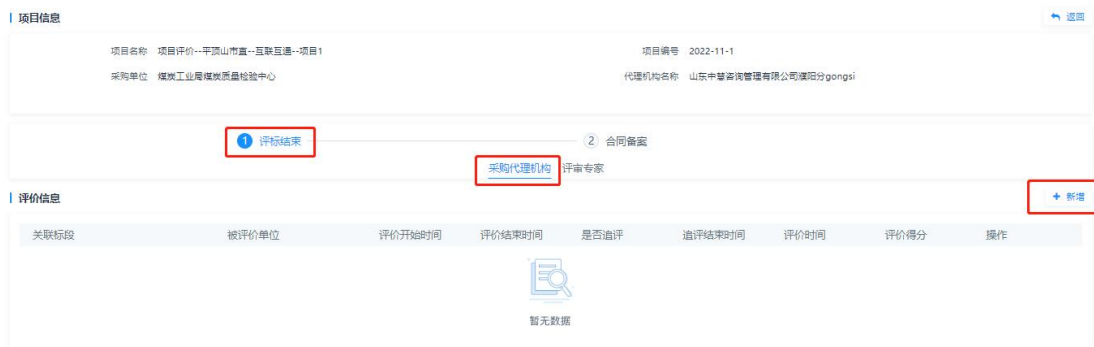 项目信息 返回
项目名称 项目评价--平顶山市直--互联互通--项目1 项目编号 2022-11-1
采购单位 煤炭工业局煤炭质量检验中心 代理机构名称 山东中慧咨询管理有限公司濮阳分gongsi
1 评标结束 2 合同备案
采购代理机构 评审专家
评价信息 + 新增
关联标段 被评价单位 评价开始时间 评价结束时间 是否追评 追评结束时间 评价时间 评价得分 操作
暂无数据